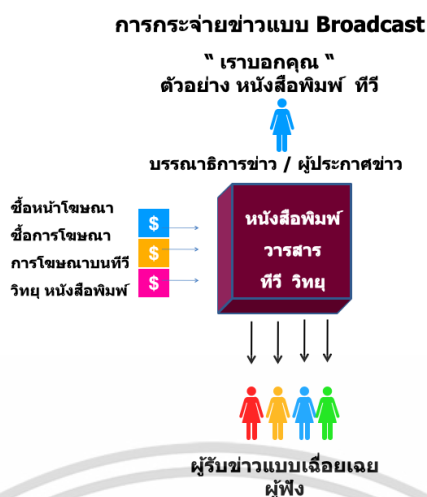 การกระจ่ายข่าวแบบ Broadcast
“ เราบอกคุณ “
ตัวอย่าง หนังสือพิมพ์ ทีวี
บรรณาธิการข่าว / ผู้ประกาศข่าว
ซื้อหน้าโฆษณา
ซื้อการโฆษณา
การโฆษณาบนทีวี
วิทยุ หนังสือพิมพ์
$
$
$
หนังสือพิมพ์
วารสาร
ทีวี วิทยุ
ผู้รับข่าวแบบเฉื่อยเฉย
ผู้ฟัง